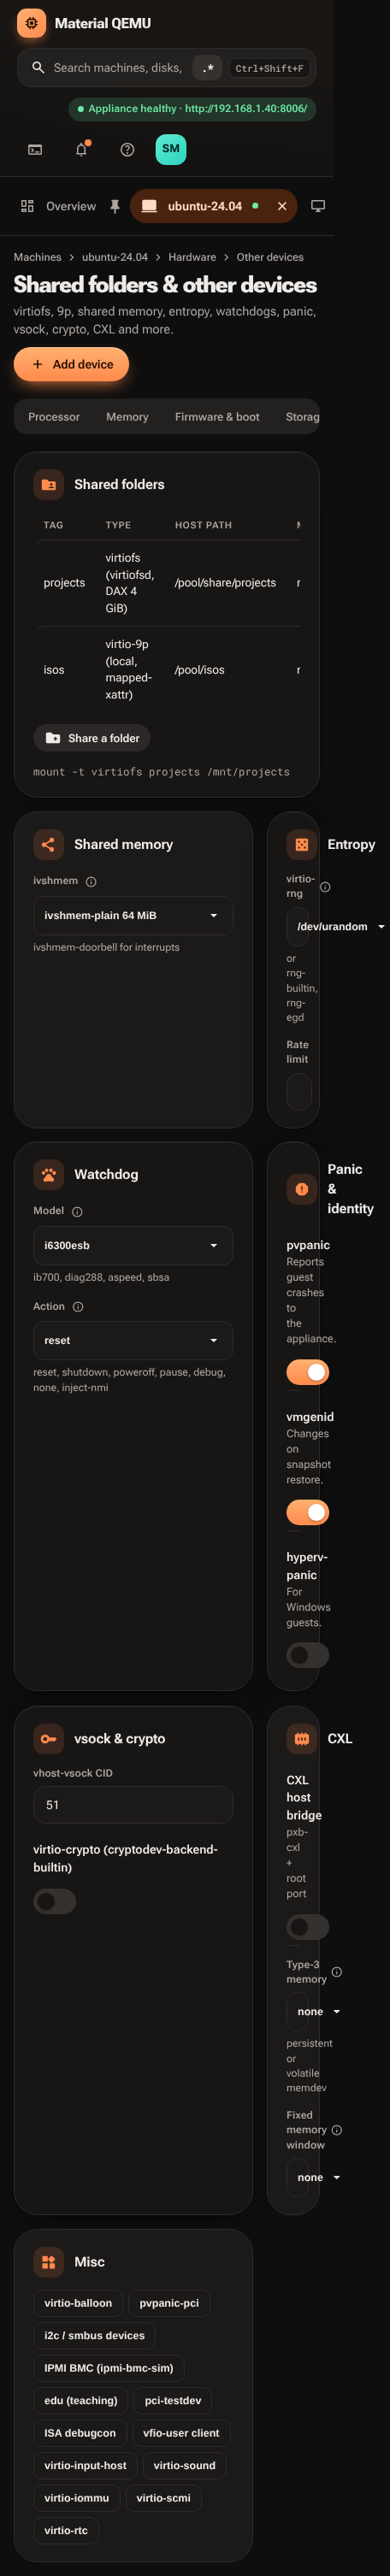 Material QEMU
Search machines, disks, .* Ctrl+Shift+F
Appliance healthy · http://192.168.1.40:8006/
SM
Overview ubuntu-24.04
Machines > ubuntu-24.04 > Hardware > Other devices
Shared folders & other devices
virtiofs, 9p, shared memory, entropy, watchdogs, panic,
vsock, crypto, CXL and more.
+ Add device
Processor Memory Firmware & boot Storag
Shared folders
TAG TYPE HOST PATH
projects virtiofs (virtiofsd, DAX 4 GiB) /pool/share/projects
isos virtio-9p (local, mapped-xattr) /pool/isos
Share a folder
mount -t virtiofs projects /mnt/projects
Shared memory
ivshmem
ivshmem-plain 64 MiB
ivshmem-doorbell for interrupts
Entropy
virtio-
rng
/dev/urandom
or
rng-
builtin,
rng-
egd
Rate
limit
Watchdog
Model
i6300esb
ib700, diag288, aspeed, sbsa
Action
reset
reset, shutdown, poweroff, pause, debug,
none, inject-nmi
Panic
&
identity
pvpanic
Reports
guest
crashes
to
the
appliance.
vmgenid
Changes
on
snapshot
restore.
hyperv-
panic
For
Windows
guests.
vsock & crypto
vhost-vsock CID
51
virtio-crypto (cryptodev-backend-
builtin)
CXL
CXL
host
bridge
pxb-
cxl
+
root
port
Type-3
memory
none
persistent
or
volatile
memdev
Fixed
memory
window
none
Misc
virtio-balloon pvpanic-pci
i2c / smbus devices
IPMI BMC (ipmi-bmc-sim)
edu (teaching) pci-testdev
ISA debugcon vfio-user client
virtio-input-host virtio-sound
virtio-iommu virtio-scmi
virtio-rtc